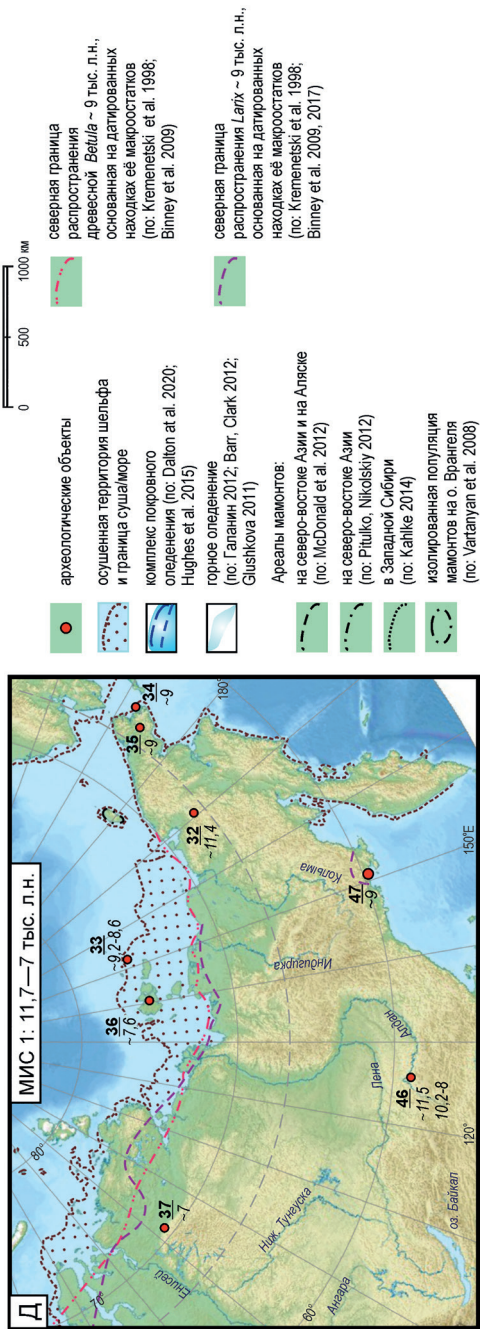 Д
МИС 1: 11,7—7 тыс. л.н.
80°
70°
60°
180°
150°E
120°
33
~9,2-8,6
36
~7,6
37
~7
35
~9
34
~9
32
~11,4
47
~9
46
~11,5
10,2-8
Енисей
Ниж. Тунгуска
Ангара
оз. Байкал
Лена
Алдан
Индигирка
Колыма
0
500
1000 км
археологические объекты
осушенная территория шельфа
и граница суша/море
комплекс покровного
оледенения (по: Dalton at al. 2020;
Hughes et al. 2015)
горное оледенение
(по: Галанин 2012; Barr, Clark 2012;
Glushkova 2011)
Ареалы мамонтов:
на северо-востоке Азии и на Аляске
(по: McDonald et al. 2012)
на северо-востоке Азии
(по: Pitulko, Nikolskiy 2012)
в Западной Сибири
(по: Kahlke 2014)
изолированная популяция
мамонтов на о. Врангеля
(по: Vartanyan et al. 2008)
северная граница
распространения
древесной Betula ~ 9 тыс. л.н.,
основанная на датированных
находках её макроостатков
(по: Kremenetski et al. 1998;
Binney et al. 2009)
северная граница
распространения Larix ~ 9 тыс. л.н.,
основанная на датированных
находках её макроостатков
(по: Kremenetski et al. 1998;
Binney et al. 2009, 2017)